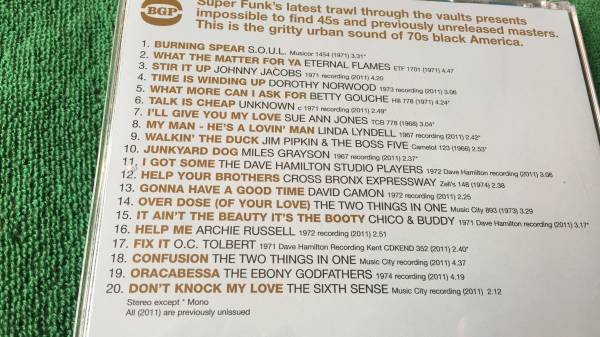 BGP
Super Funk's latest trawl through the vaults presents
impossible to find 45s and previously unreleased masters.
This is the gritty urban sound of 70s black America.
1. BURNING SPEAR S.O.U.L. Musicor 1454 (1971) 3.31*
2. WHAT THE MATTER FOR YA ETERNAL FLAMES ETF 1701 (1971) 4.47
3. STIR IT UP JOHNNY JACOBS 1971 recording (2011) 4.20
4. TIME IS WINDING UP DOROTHY NORWOOD 1973 recording (2011) 3.06
5. WHAT MORE CAN I ASK FOR BETTY GOUCHE Hill 778 (1971) 4.24*
6. TALK IS CHEAP UNKNOWN c 1971 recording (2011) 2.49*
7. I'LL GIVE YOU MY LOVE SUE ANN JONES TCB 778 (1968) 3.04*
8. MY MAN - HE'S A LOVIN' MAN LINDA LYNDELL 1967 recording (2011) 2.42*
9. WALKIN' THE DUCK JIM PIPKIN & THE BOSS FIVE Camelot 123 (1966) 2.53*
10. JUNKYARD DOG MILES GRAYSON 1967 recording (2011) 2.37*
11. I GOT SOME THE DAVE HAMILTON STUDIO PLAYERS 1972 Dave Hamilton recording (2011) 3.06
12. HELP YOUR BROTHERS CROSS BRONX EXPRESSWAY Zell's 148 (1974) 2.38
13. GONNA HAVE A GOOD TIME DAVID CAMON 1972 recording (2011) 2.25
14. OVER DOSE (OF YOUR LOVE) THE TWO THINGS IN ONE Music City 893 (1973) 3.29
15. IT AIN'T THE BEAUTY IT'S THE BOOTY CHICO & BUDDY 1971 Dave Hamilton recording (2011) 3.17*
16. HELP ME ARCHIE RUSSELL 1972 recording (2011) 2.51
17. FIX IT O.C. TOLBERT 1971 Dave Hamilton Recording Kent CDKEND 352 (2011) 2.40*
18. CONFUSION THE TWO THINGS IN ONE Music City recording (2011) 4.37
19. ORACABESSA THE EBONY GODFATHERS 1974 recording (2011) 4.19
20. DON'T KNOCK MY LOVE THE SIXTH SENSE Music City recording (2011) 2.12
Stereo except * Mono
All (2011) are previously unissued